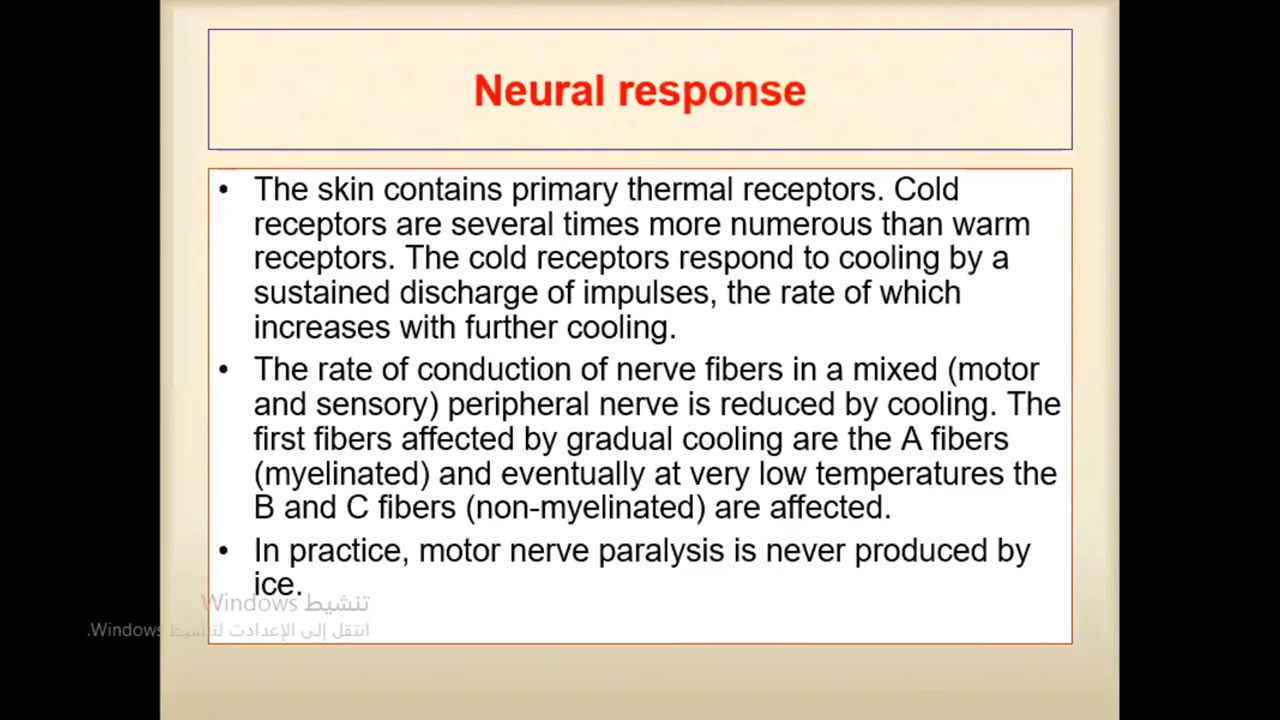 Neural response
• The skin contains primary thermal receptors. Cold
receptors are several times more numerous than warm
receptors. The cold receptors respond to cooling by a
sustained discharge of impulses, the rate of which
increases with further cooling.
• The rate of conduction of nerve fibers in a mixed (motor
and sensory) peripheral nerve is reduced by cooling. The
first fibers affected by gradual cooling are the A fibers
(myelinated) and eventually at very low temperatures the
B and C fibers (non-myelinated) are affected.
• In practice, motor nerve paralysis is never produced by
ice.
تنشيط Windows
انتقل إلى الإعدادت لتنشيط Windows.